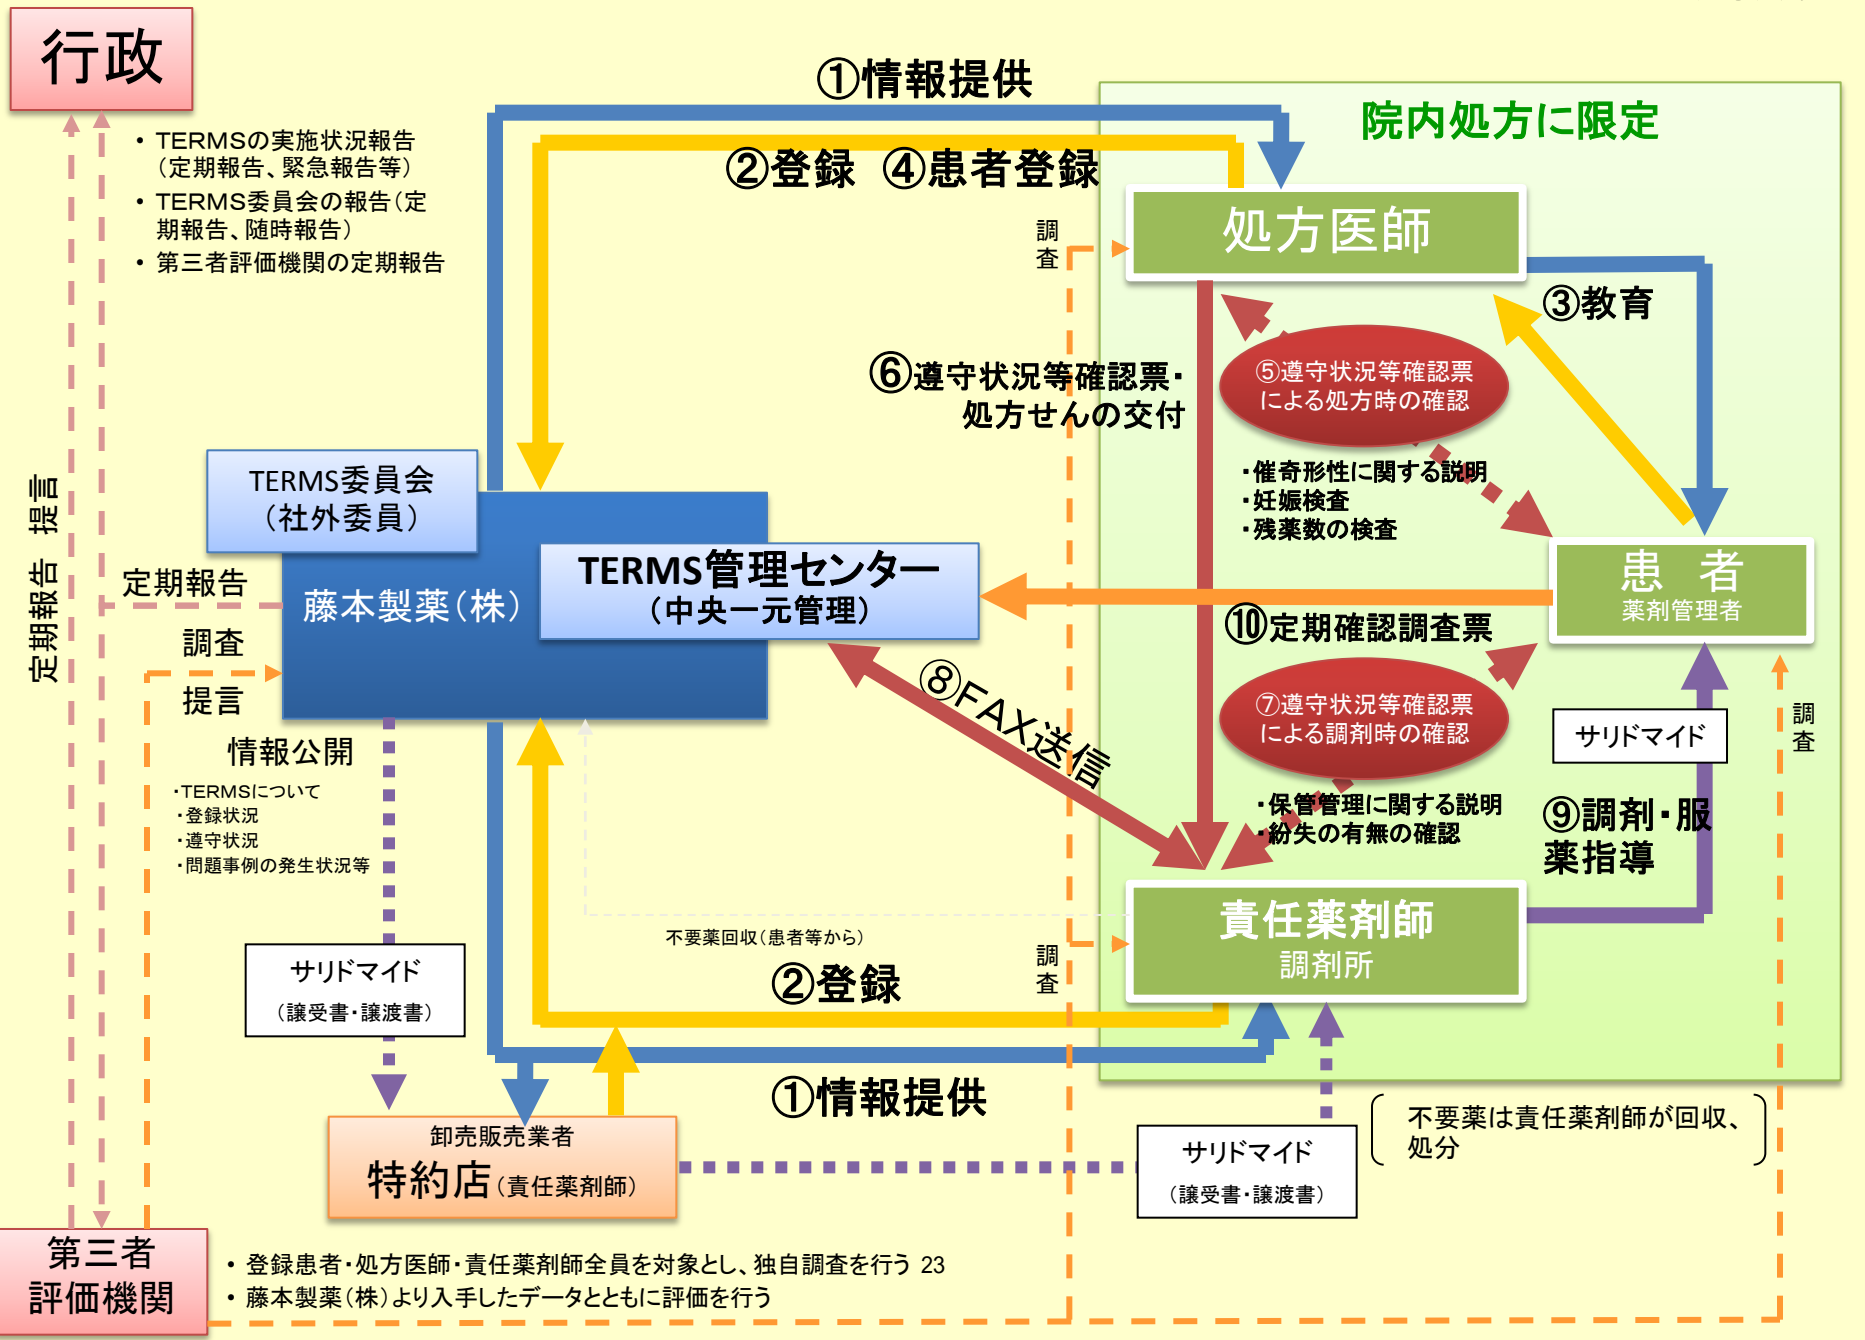 行政
・TERMSの実施状況報告
（定期報告、緊急報告等）
・TERMS委員会の報告（定
期報告、随時報告）
・第三者評価機関の定期報告
①情報提供
②登録 ④患者登録
院内処方に限定
処方医師
調査
③教育
⑤遵守状況等確認票
による処方時の確認
⑥遵守状況等確認票・
処方せんの交付
・催奇形性に関する説明
・妊娠検査
・残薬数の検査
TERMS委員会
（社外委員）
藤本製薬（株）
TERMS管理センター
（中央一元管理）
患 者
薬剤管理者
⑩定期確認調査票
定期報告 提言
定期報告
調査
提言
⑧FAX送信
⑦遵守状況等確認票
による調剤時の確認
サリドマイド
調査
情報公開
・TERMSについて
・登録状況
・遵守状況
・問題事例の発生状況等
・保管管理に関する説明
・紛失の有無の確認
⑨調剤・服
薬指導
責任薬剤師
調剤所
不要薬回収（患者等から）
調査
②登録
サリドマイド
（譲受書・譲渡書）
①情報提供
卸売販売業者
特約店（責任薬剤師）
サリドマイド
（譲受書・譲渡書）
不要薬は責任薬剤師が回収、
処分
第三者
評価機関
・登録患者・処方医師・責任薬剤師全員を対象とし、独自調査を行う 23
・藤本製薬（株）より入手したデータとともに評価を行う